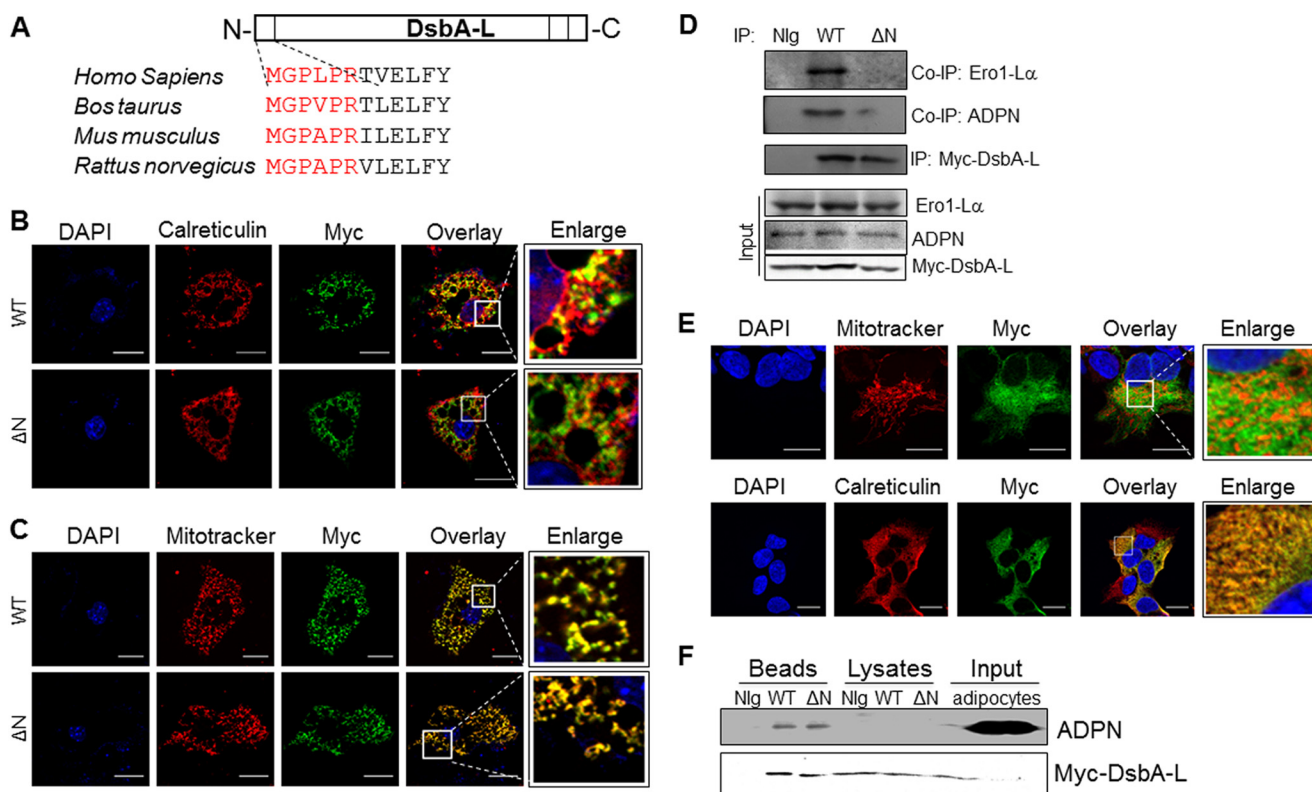 A
N- DsbA-L -C
Homo Sapiens MGPLPRTVELFY
Bos taurus MGPVPRTLELFY
Mus musculus MGPAPRILELFY
Rattus norvegicus MGPAPRVLELFY
B
DAPI Calreticulin Myc Overlay Enlarge
WT
ΔN
C
DAPI Mitotracker Myc Overlay Enlarge
WT
ΔN
D
IP: NIg WT ΔN
Co-IP: Ero1-Lα
Co-IP: ADPN
IP: Myc-DsbA-L
Input
Ero1-Lα
ADPN
Myc-DsbA-L
E
DAPI Mitotracker Myc Overlay Enlarge
DAPI Calreticulin Myc Overlay Enlarge
F
Beads Lysates Input
NIg WT ΔN NIg WT ΔN adipocytes
ADPN
Myc-DsbA-L